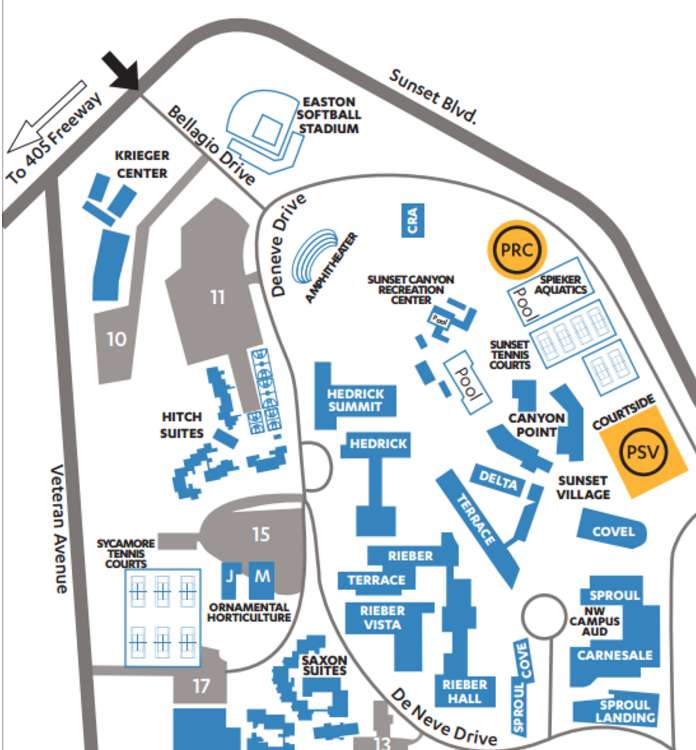 Sunset Blvd.
To 405 Freeway
Bellagio Drive
EASTON
SOFTBALL
STADIUM
KRIEGER
CENTER
Deneve Drive
AMPHITHEATER
CRA
PRC
SPIEKER
AQUATICS
Pool
SUNSET CANYON
RECREATION
CENTER
Pool
Pool
SUNSET
TENNIS
COURTS
11
10
HITCH
SUITES
HEDRICK
SUMMIT
HEDRICK
CANYON
POINT
COURTSIDE
PSV
DELTA
TERRACE
SUNSET
VILLAGE
COVEL
Veteran Avenue
15
SYCAMORE
TENNIS
COURTS
J
M
ORNAMENTAL
HORTICULTURE
RIEBER
TERRACE
RIEBER
VISTA
RIEBER
HALL
SPROUL
NW
CAMPUS
AUD
CARNESALE
SPROUL COVE
SPROUL
LANDING
SAXON
SUITES
17
De Neve Drive
13